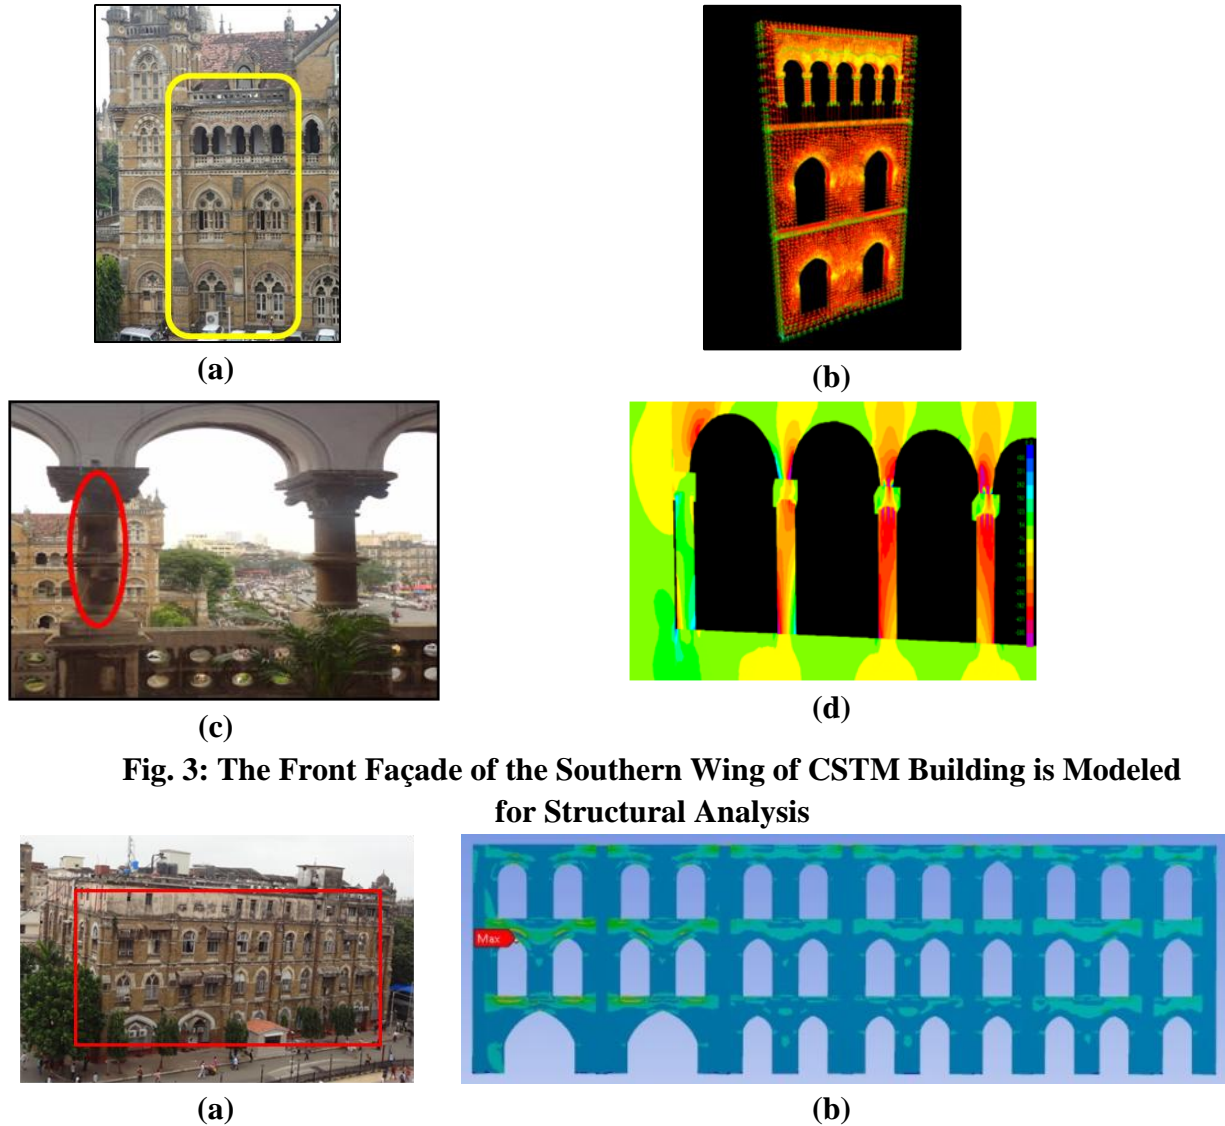 (a)
(b)
(c)
(d)
Fig. 3: The Front Façade of the Southern Wing of CSTM Building is Modeled
for Structural Analysis
Max
(a)
(b)